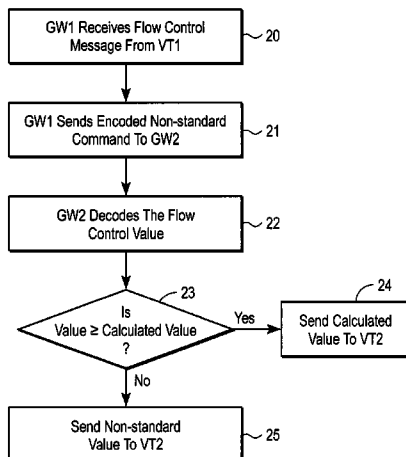 GW1 Receives Flow Control
Message From VT1
20
GW1 Sends Encoded Non-standard
Command To GW2
21
GW2 Decodes The Flow
Control Value
22
23
Is
Value ≥ Calculated Value
?
Yes
24
Send Calculated
Value To VT2
No
Send Non-standard
Value To VT2
25